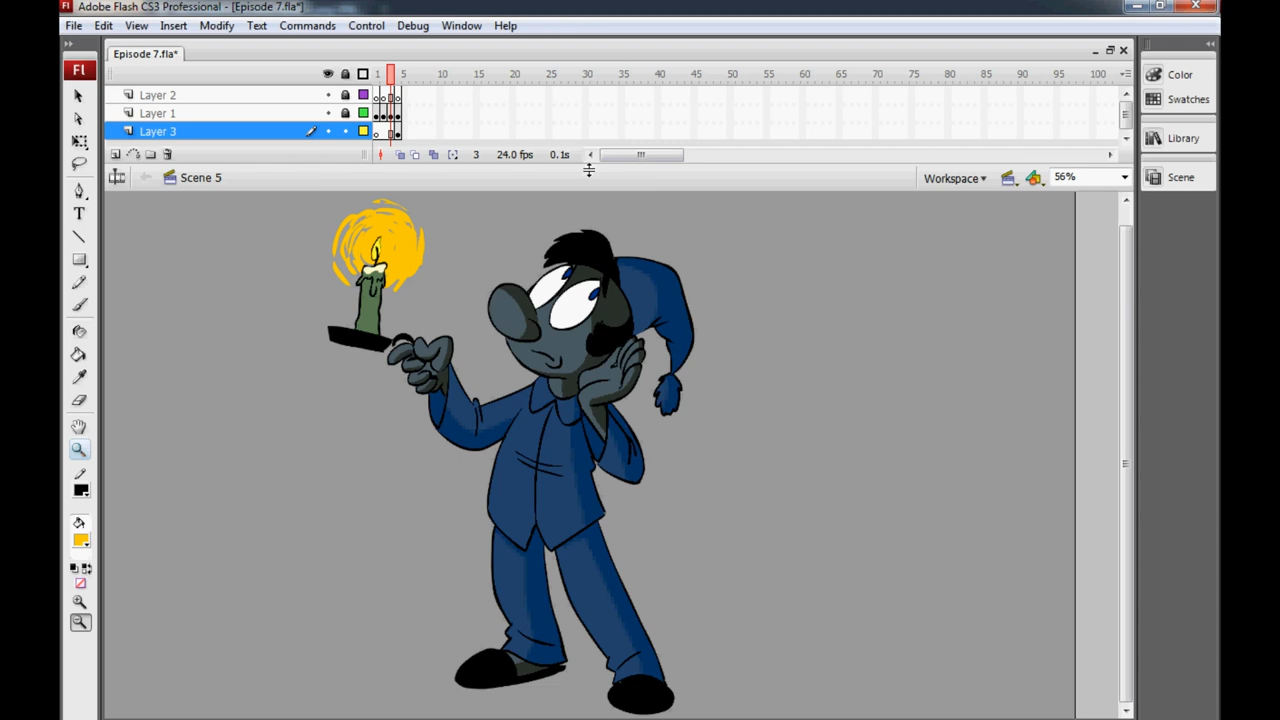 Fl Adobe Flash CS3 Professional - [Episode 7.fla*]
File Edit View Insert Modify Text Commands Control Debug Window Help
Episode 7.fla*
Fl
1 5 10 15 20 25 30 35 40 45 50 55 60 65 70 75 80 85 90 95 100
Layer 2
Layer 1
Layer 3
3 24.0 fps 0.1s
Scene 5 Workspace 56%
Color
Swatches
Library
Scene
T